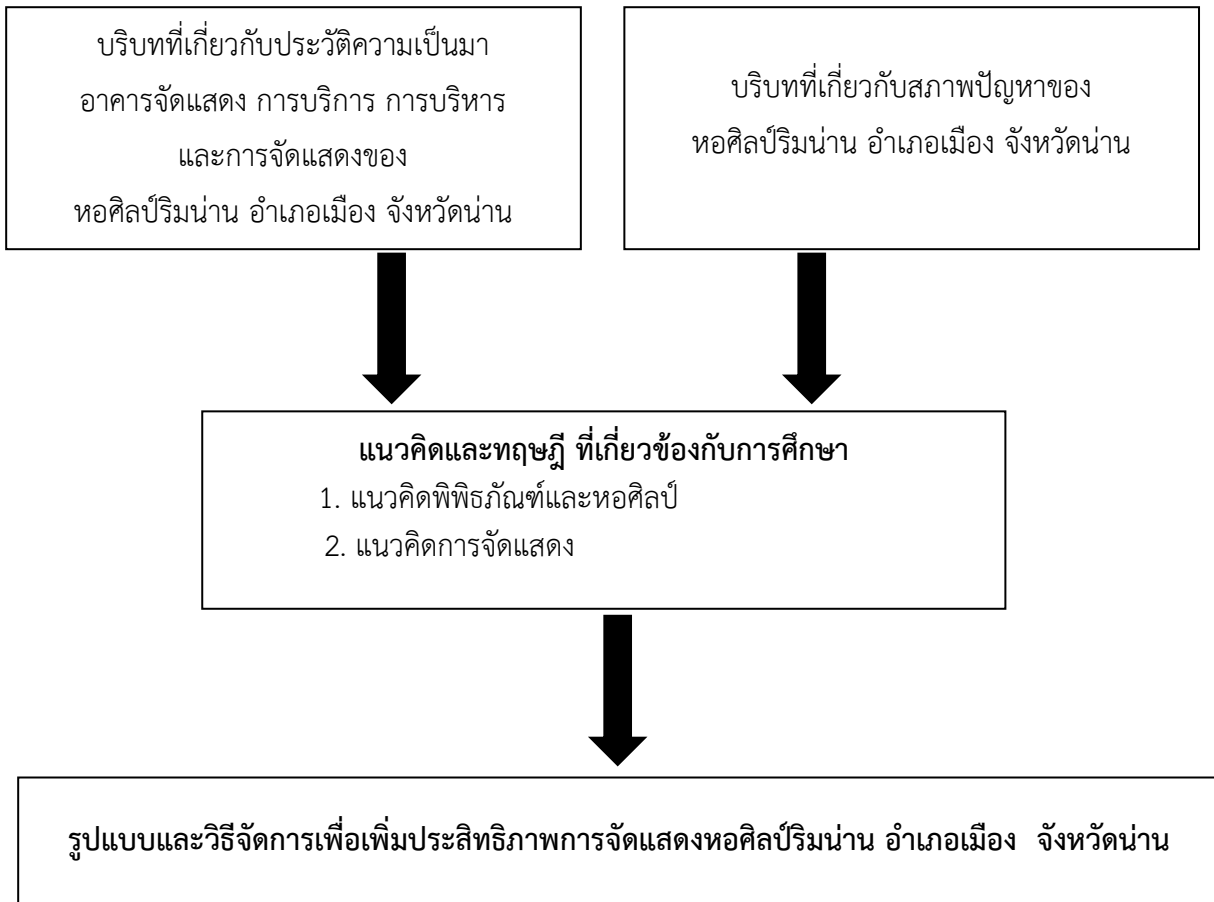 บริบทที่เกี่ยวกับประวัติความเป็นมา
อาคารจัดแสดง การบริการ การบริหาร
และการจัดแสดงของ
หอศิลป์ริมน่าน อำเภอเมือง จังหวัดน่าน
บริบทที่เกี่ยวกับสภาพปัญหาของ
หอศิลป์ริมน่าน อำเภอเมือง จังหวัดน่าน
แนวคิดและทฤษฎี ที่เกี่ยวข้องกับการศึกษา
1. แนวคิดพิพิธภัณฑ์และหอศิลป์
2. แนวคิดการจัดแสดง
รูปแบบและวิธีจัดการเพื่อเพิ่มประสิทธิภาพการจัดแสดงหอศิลป์ริมน่าน อำเภอเมือง จังหวัดน่าน